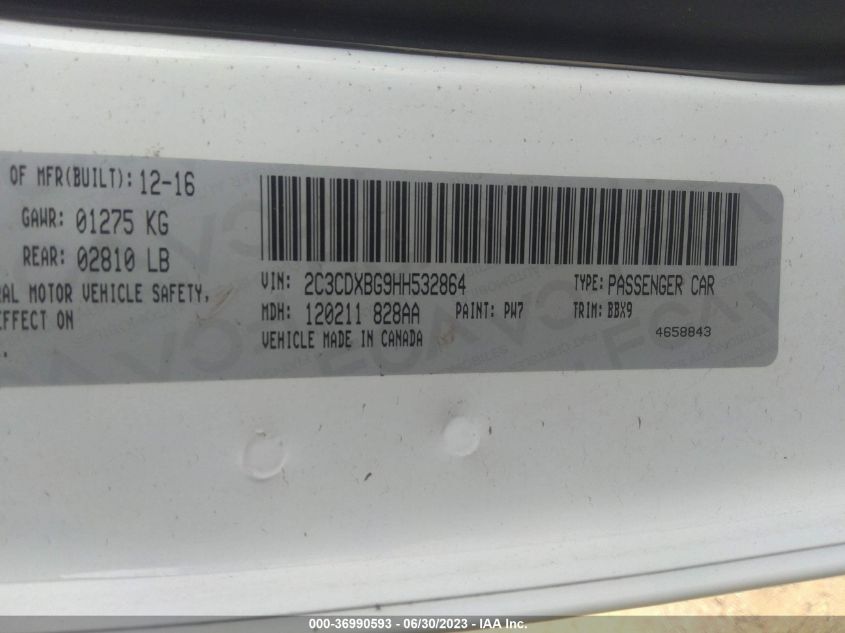 OF MFR(BUILT): 12-16
GAWR: 01275 KG
REAR: 02810 LB
RAL MOTOR VEHICLE SAFETY,
EFFECT ON
VIN: 2C3CDXBG9HH532864 TYPE: PASSENGER CAR
MDH: 120211 828AA PAINT: PW7 TRIM: BBX9
VEHICLE MADE IN CANADA
4658843
000-36990593 - 06/30/2023 - IAA Inc.